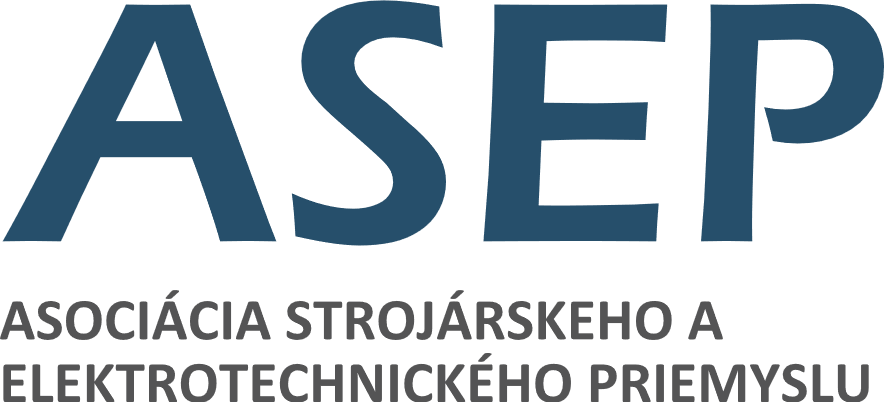 ASEP
ASOCIÁCIA STROJÁRSKEHO A
ELEKTROTECHNICKÉHO PRIEMYSLU